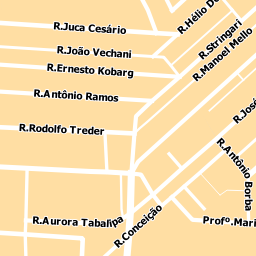 R.Juca Cesário
R.Hélio
R.João Vechani
R.Stringari
R.Ernesto Kobarg
R.Manoel Mello
R.Antônio Ramos
R.José
R.Rodolfo Treder
R.Antônio Borba
R.Aurora Tabalipa
R.Conceição
Profº.Mari